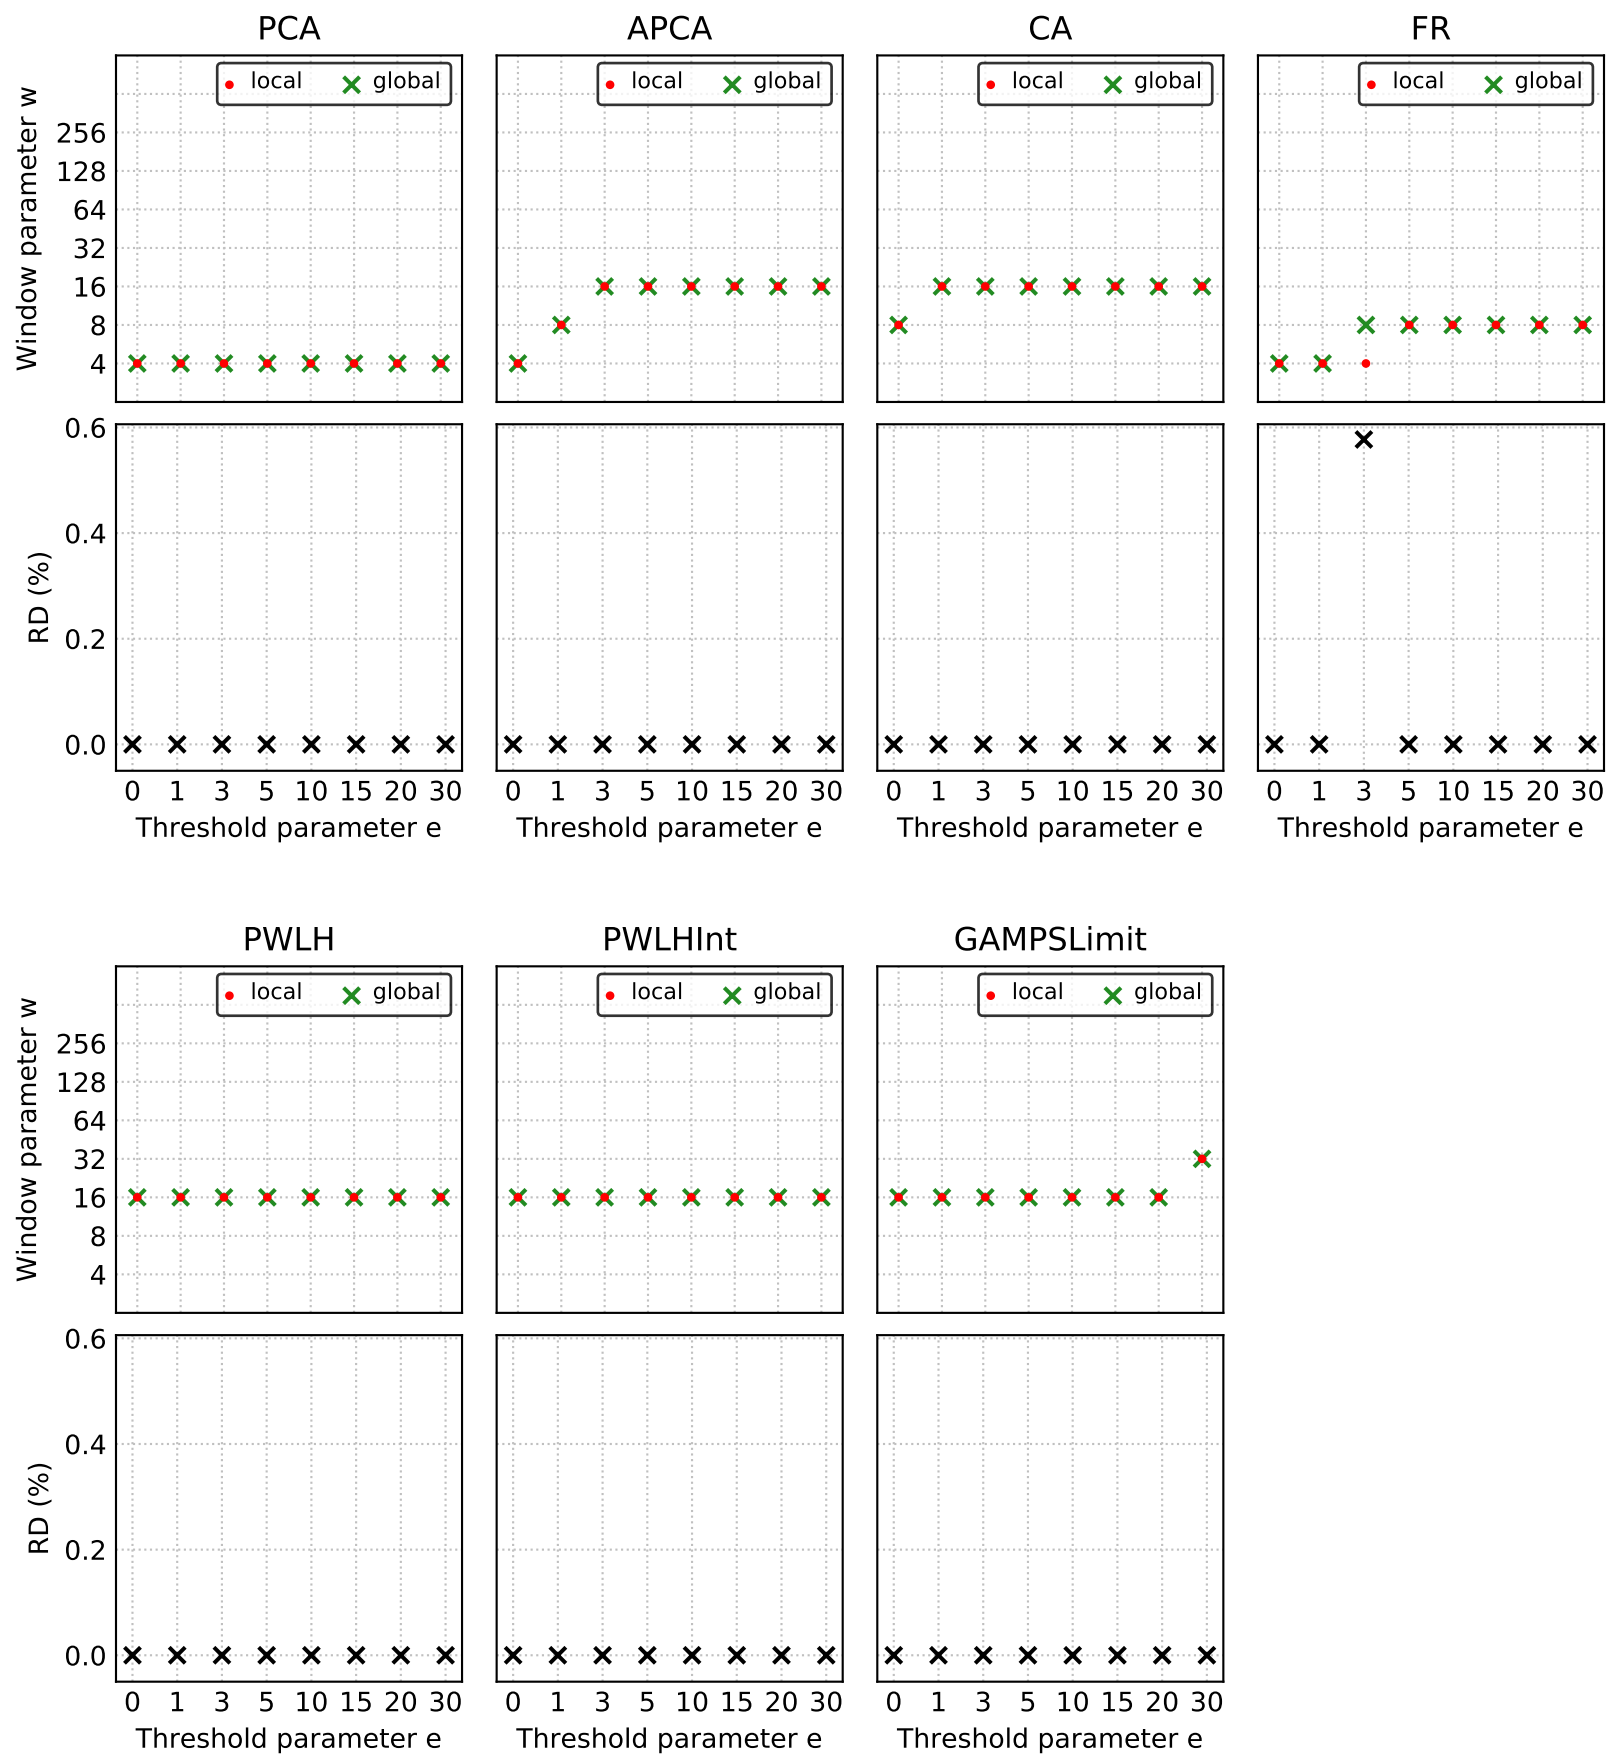 PCA APCA CA FR
local global local global local global local global
Window parameter w
256
128
64
32
16
8
4
RD (%)
0.6
0.4
0.2
0.0
0 1 3 5 10 15 20 30 0 1 3 5 10 15 20 30 0 1 3 5 10 15 20 30 0 1 3 5 10 15 20 30
Threshold parameter e Threshold parameter e Threshold parameter e Threshold parameter e
PWLH PWLHInt GAMPSLimit
local global local global local global
Window parameter w
256
128
64
32
16
8
4
RD (%)
0.6
0.4
0.2
0.0
0 1 3 5 10 15 20 30 0 1 3 5 10 15 20 30 0 1 3 5 10 15 20 30
Threshold parameter e Threshold parameter e Threshold parameter e